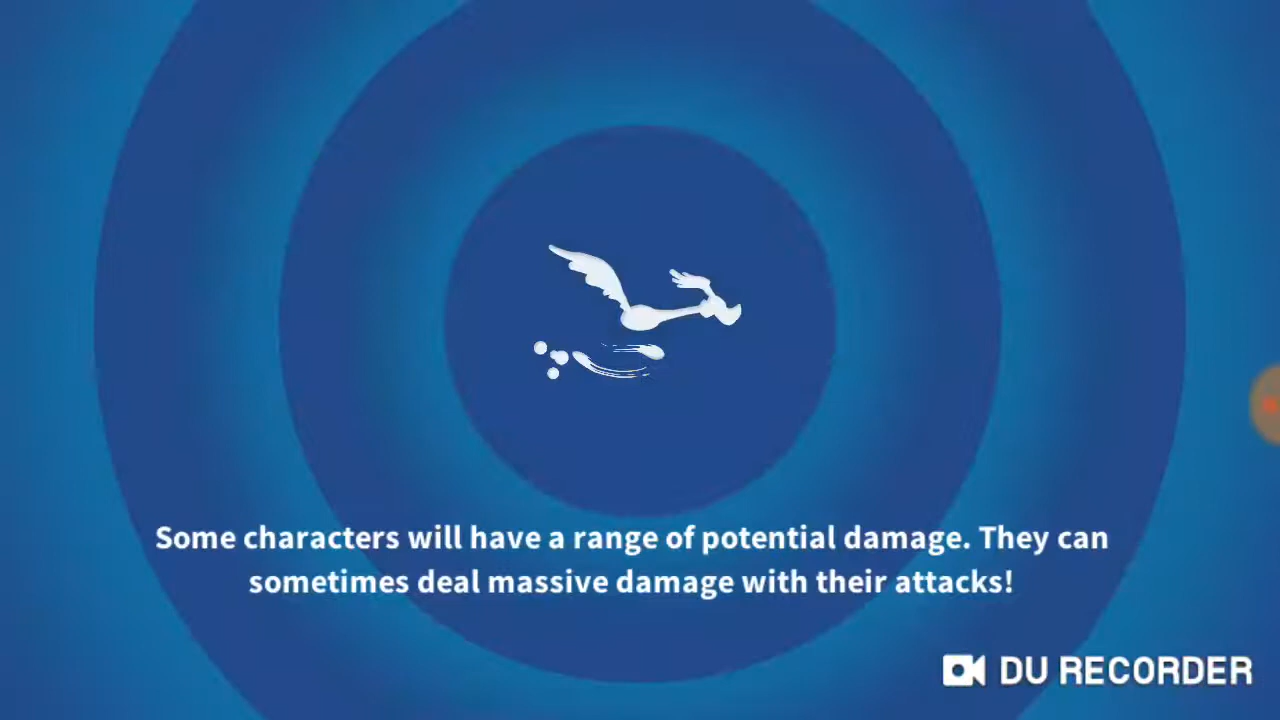 Some characters will have a range of potential damage. They can
sometimes deal massive damage with their attacks!
DU RECORDER